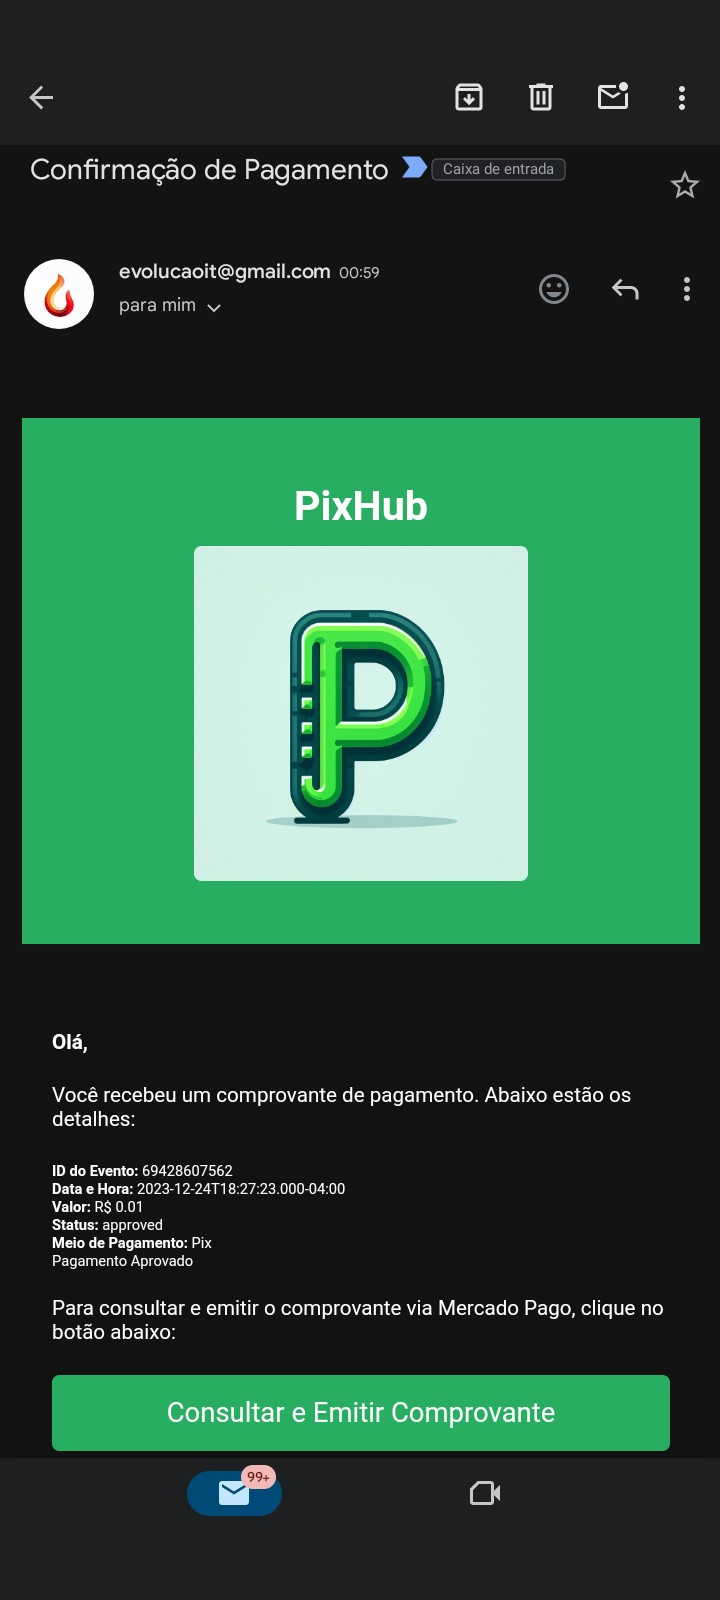 Confirmação de Pagamento Caixa de entrada
evolucaoit@gmail.com 00:59
para mim
PixHub
P
Olá,
Você recebeu um comprovante de pagamento. Abaixo estão os
detalhes:
ID do Evento: 69428607562
Data e Hora: 2023-12-24T18:27:23.000-04:00
Valor: R$ 0.01
Status: approved
Meio de Pagamento: Pix
Pagamento Aprovado
Para consultar e emitir o comprovante via Mercado Pago, clique no
botão abaixo:
Consultar e Emitir Comprovante
99+